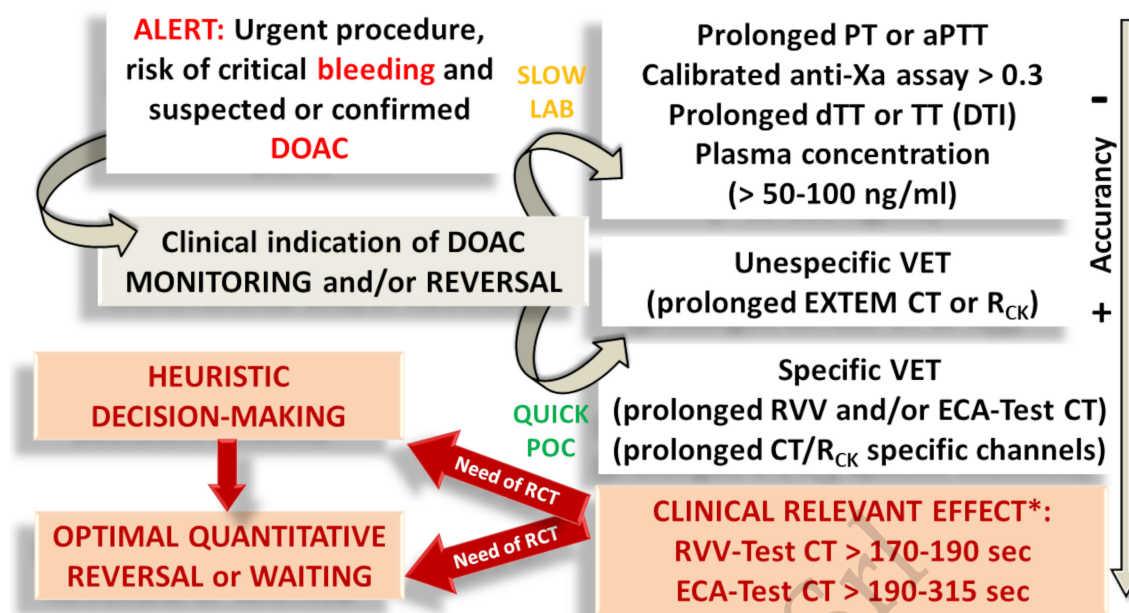 ALERT: Urgent procedure,
risk of critical bleeding and
suspected or confirmed
DOAC
SLOW
LAB
Prolonged PT or aPTT
Calibrated anti-Xa assay > 0.3
Prolonged dTT or TT (DTI)
Plasma concentration
(> 50-100 ng/ml)
-
Accurancy
+
Clinical indication of DOAC
MONITORING and/or REVERSAL
Unespecific VET
(prolonged EXTEM CT or RCK)
QUICK
POC
Specific VET
(prolonged RVV and/or ECA-Test CT)
(prolonged CT/RCK specific channels)
HEURISTIC
DECISION-MAKING
Need of RCT
Need of RCT
OPTIMAL QUANTITATIVE
REVERSAL or WAITING
CLINICAL RELEVANT EFFECT*:
RVV-Test CT > 170-190 sec
ECA-Test CT > 190-315 sec
Srl